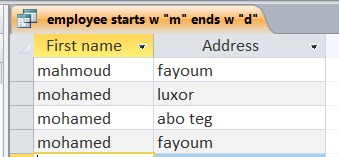 employee starts w "m" ends w "d"
First name Address
mahmoud fayoum
mohamed luxor
mohamed abo teg
mohamed fayoum